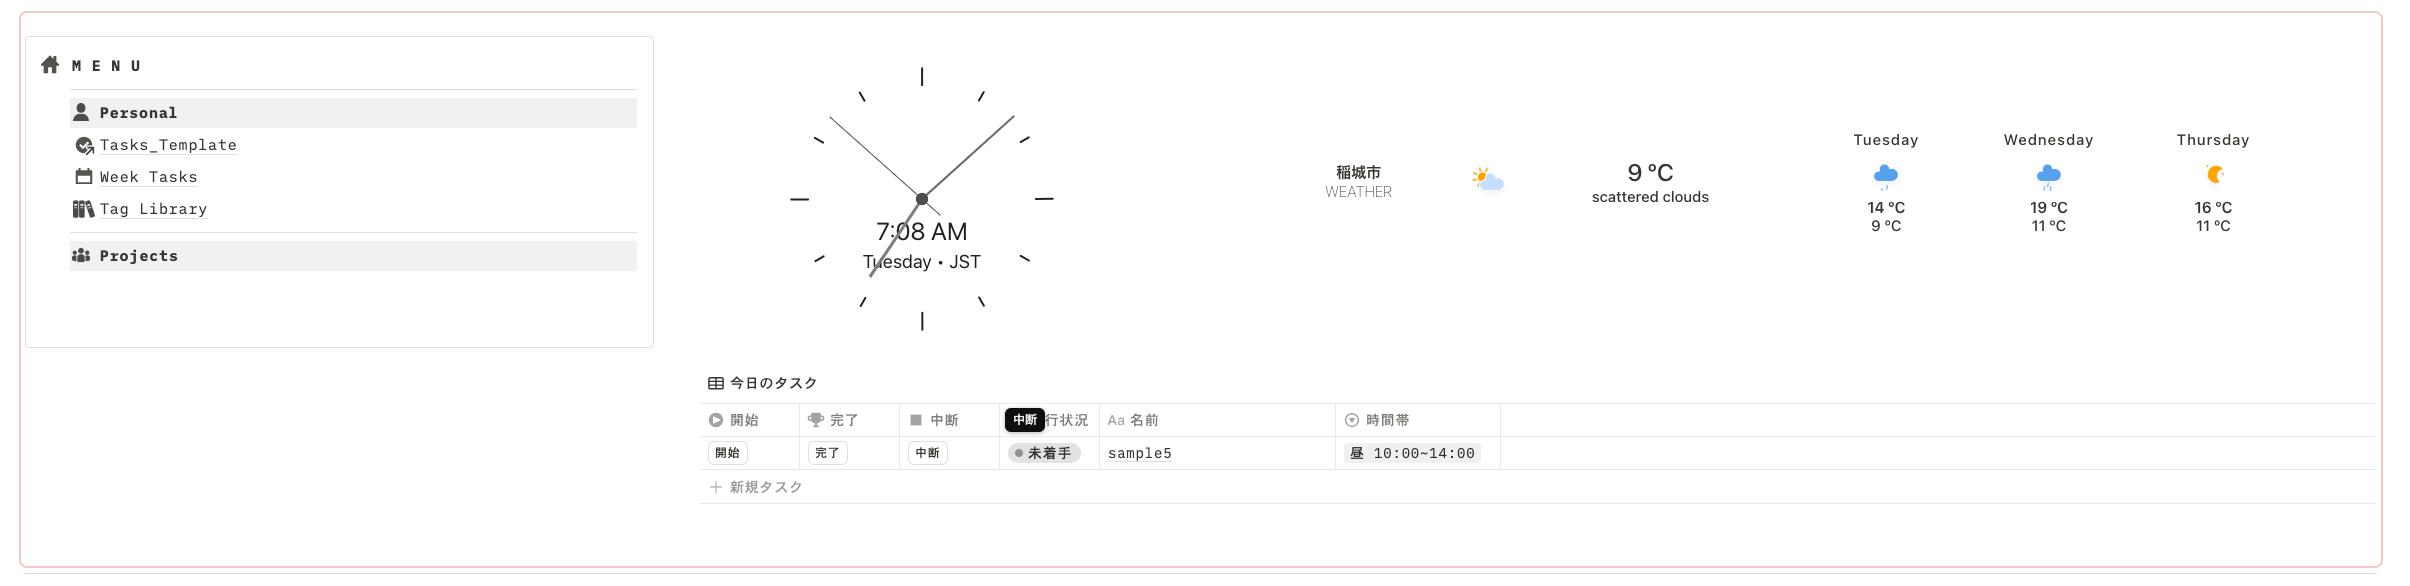 MENU
Personal
Tasks_Template
Week Tasks
Tag Library
Projects
7:08 AM
Tuesday • JST
稲城市
WEATHER
9 °C
scattered clouds
Tuesday
14 °C
9 °C
Wednesday
19 °C
11 °C
Thursday
16 °C
11 °C
今日のタスク
開始 完了 中断 中断 行状況 Aa 名前 時間帯
開始 完了 中断 未着手 sample5 昼 10:00~14:00
新規タスク